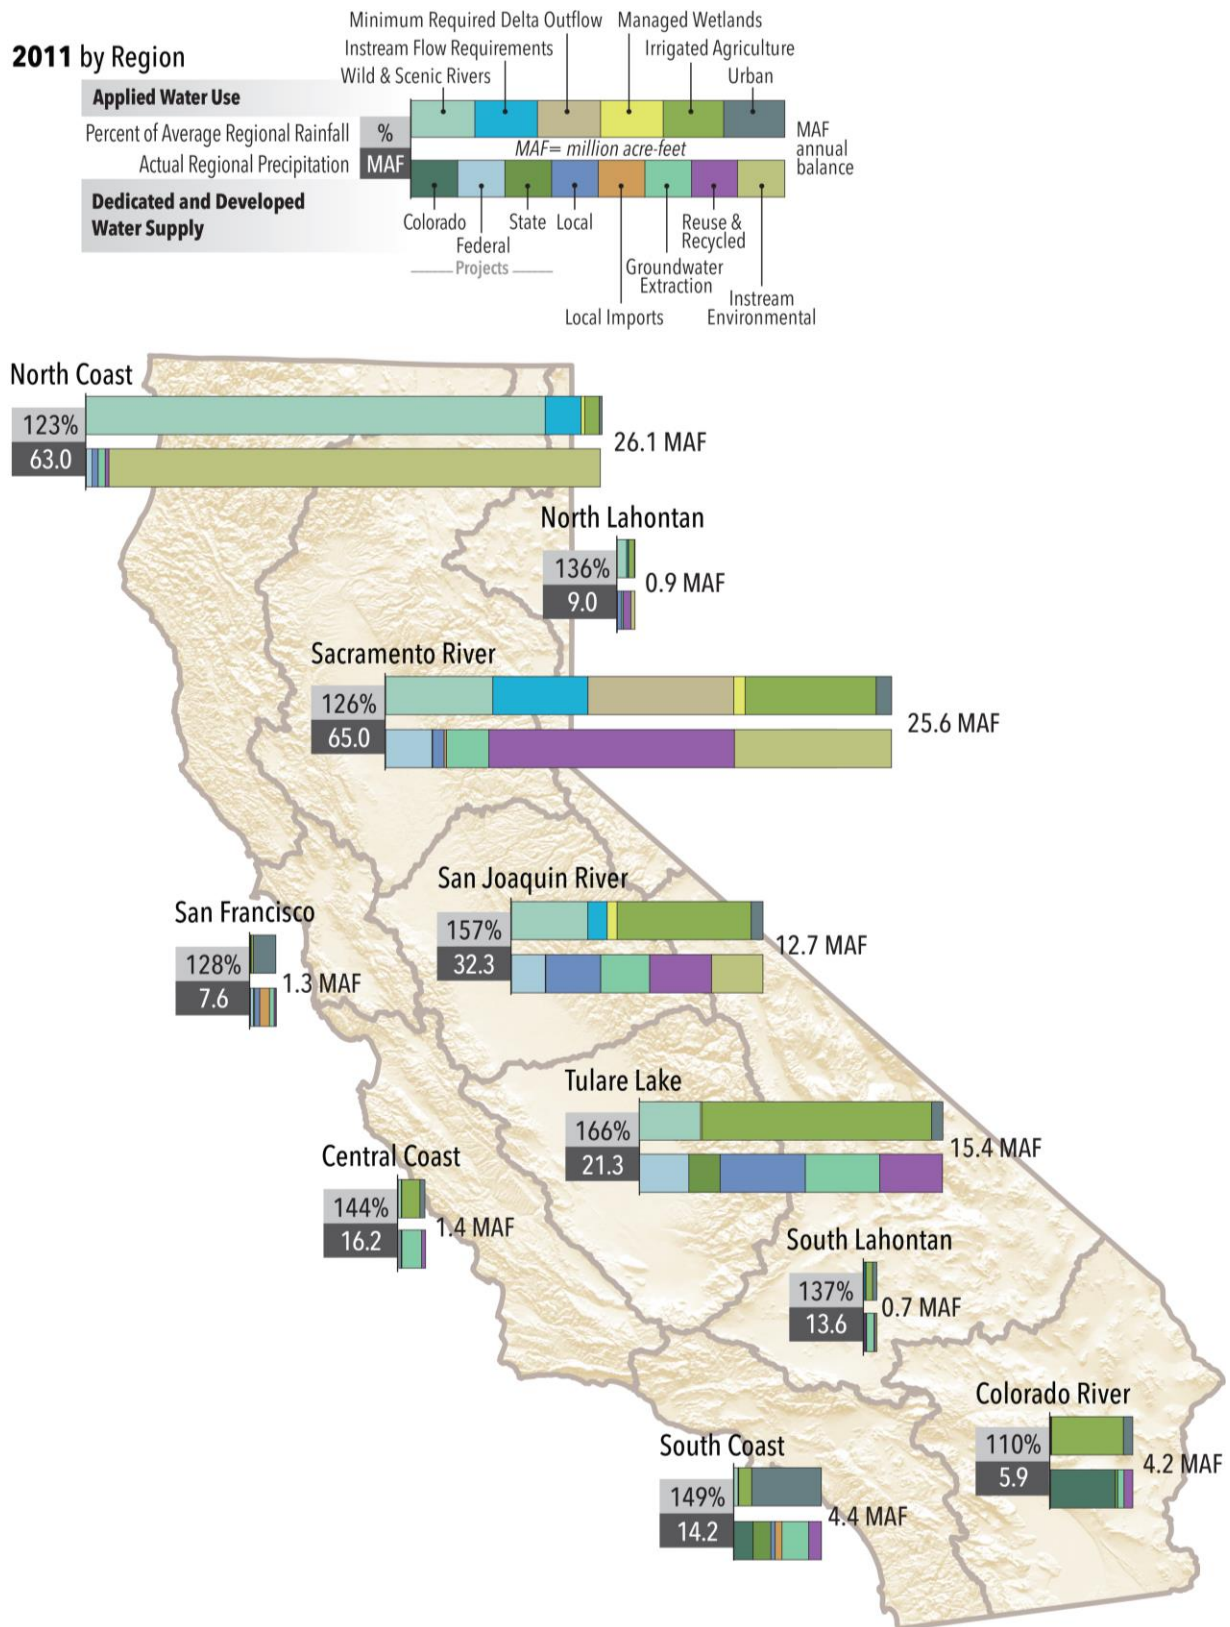 Minimum Required Delta Outflow
Managed Wetlands
2011 by Region
Instream Flow Requirements
Irrigated Agriculture
Wild & Scenic Rivers
Urban
Applied Water Use
Percent of Average Regional Rainfall
%
MAF
annual
balance
MAF= million acre-feet
Actual Regional Precipitation
MAF
Dedicated and Developed
Water Supply
Colorado
Federal
State
Local
Projects
Local Imports
Groundwater
Extraction
Reuse &
Recycled
Instream
Environmental
North Coast
123%
63.0
26.1 MAF
North Lahontan
136%
9.0
0.9 MAF
Sacramento River
126%
65.0
25.6 MAF
San Joaquin River
157%
32.3
12.7 MAF
San Francisco
128%
7.6
1.3 MAF
Tulare Lake
166%
21.3
15.4 MAF
Central Coast
144%
16.2
1.4 MAF
South Lahontan
137%
13.6
0.7 MAF
Colorado River
110%
5.9
4.2 MAF
South Coast
149%
14.2
4.4 MAF